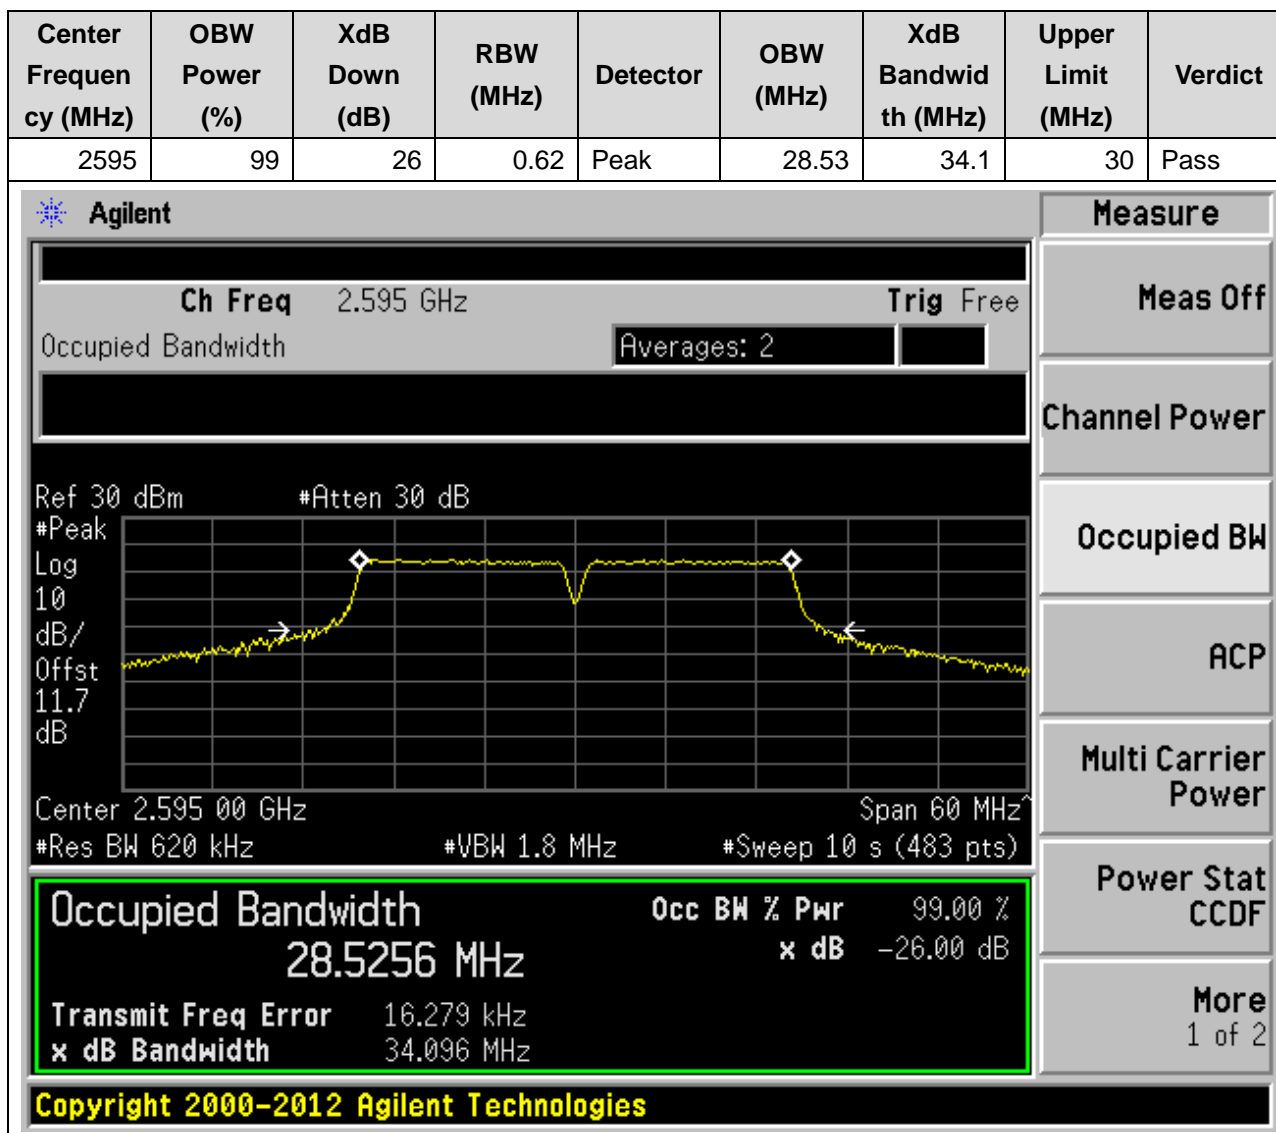 Center Frequen cy (MHz) OBW Power (%) XdB Down (dB) RBW (MHz) Detector OBW (MHz) XdB Bandwid th (MHz) Upper Limit (MHz) Verdict
2595 99 26 0.62 Peak 28.53 34.1 30 Pass
Agilent
Measure
Ch Freq 2.595 GHz Trig Free
Meas Off
Occupied Bandwidth Averages: 2
Channel Power
Ref 30 dBm #Atten 30 dB
#Peak
Log
10
dB/
Offst
11.7
dB
Occupied BW
ACP
Multi Carrier
Power
Center 2.595 00 GHz Span 60 MHz^
#Res BW 620 kHz #VBW 1.8 MHz #Sweep 10 s (483 pts)
Power Stat
CCDF
Occupied Bandwidth Occ BW % Pwr 99.00 %
28.5256 MHz x dB -26.00 dB
Transmit Freq Error 16.279 kHz
x dB Bandwidth 34.096 MHz
More
1 of 2
Copyright 2000-2012 Agilent Technologies